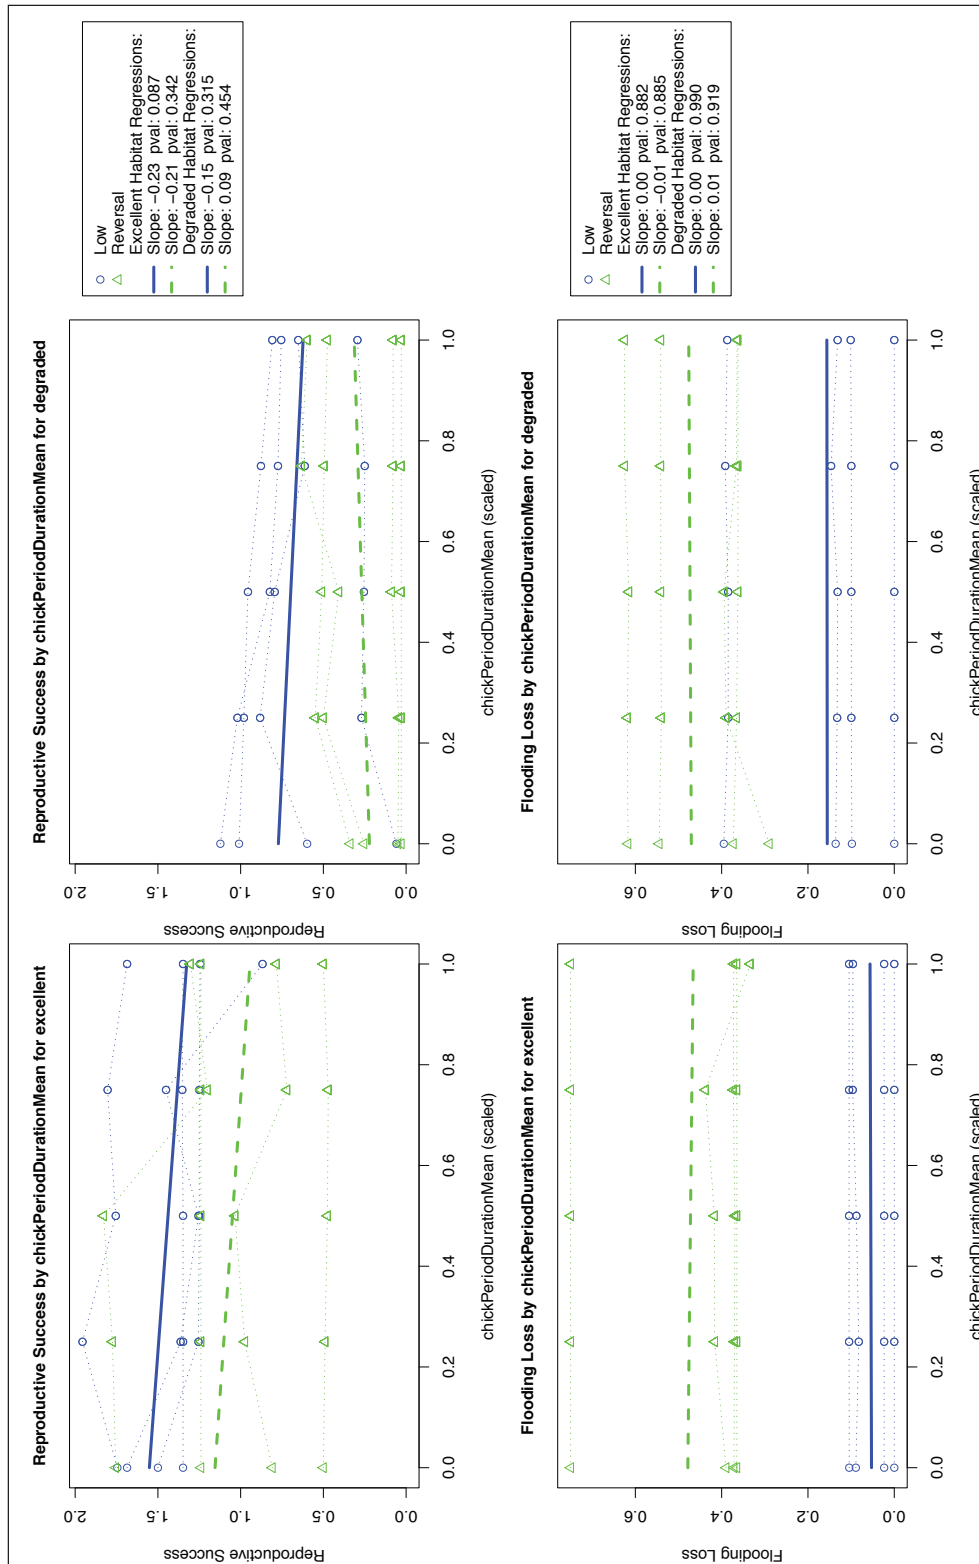 Reproductive Success by chickPeriodDurationMean for excellent
Reproductive Success
2.0
1.5
1.0
0.5
0.0
0.0 0.2 0.4 0.6 0.8 1.0
chickPeriodDurationMean (scaled)
Reproductive Success by chickPeriodDurationMean for degraded
Reproductive Success
2.0
1.5
1.0
0.5
0.0
0.0 0.2 0.4 0.6 0.8 1.0
chickPeriodDurationMean (scaled)
Low
Reversal
Excellent Habitat Regressions:
Slope: −0.23 pval: 0.087
Slope: −0.21 pval: 0.342
Degraded Habitat Regressions:
Slope: −0.15 pval: 0.315
Slope: 0.09 pval: 0.454
Flooding Loss by chickPeriodDurationMean for excellent
Flooding Loss
0.6
0.4
0.2
0.0
0.0 0.2 0.4 0.6 0.8 1.0
chickPeriodDurationMean (scaled)
Flooding Loss by chickPeriodDurationMean for degraded
Flooding Loss
0.6
0.4
0.2
0.0
0.0 0.2 0.4 0.6 0.8 1.0
chickPeriodDurationMean (scaled)
Low
Reversal
Excellent Habitat Regressions:
Slope: 0.00 pval: 0.882
Slope: −0.01 pval: 0.885
Degraded Habitat Regressions:
Slope: 0.00 pval: 0.990
Slope: 0.01 pval: 0.919